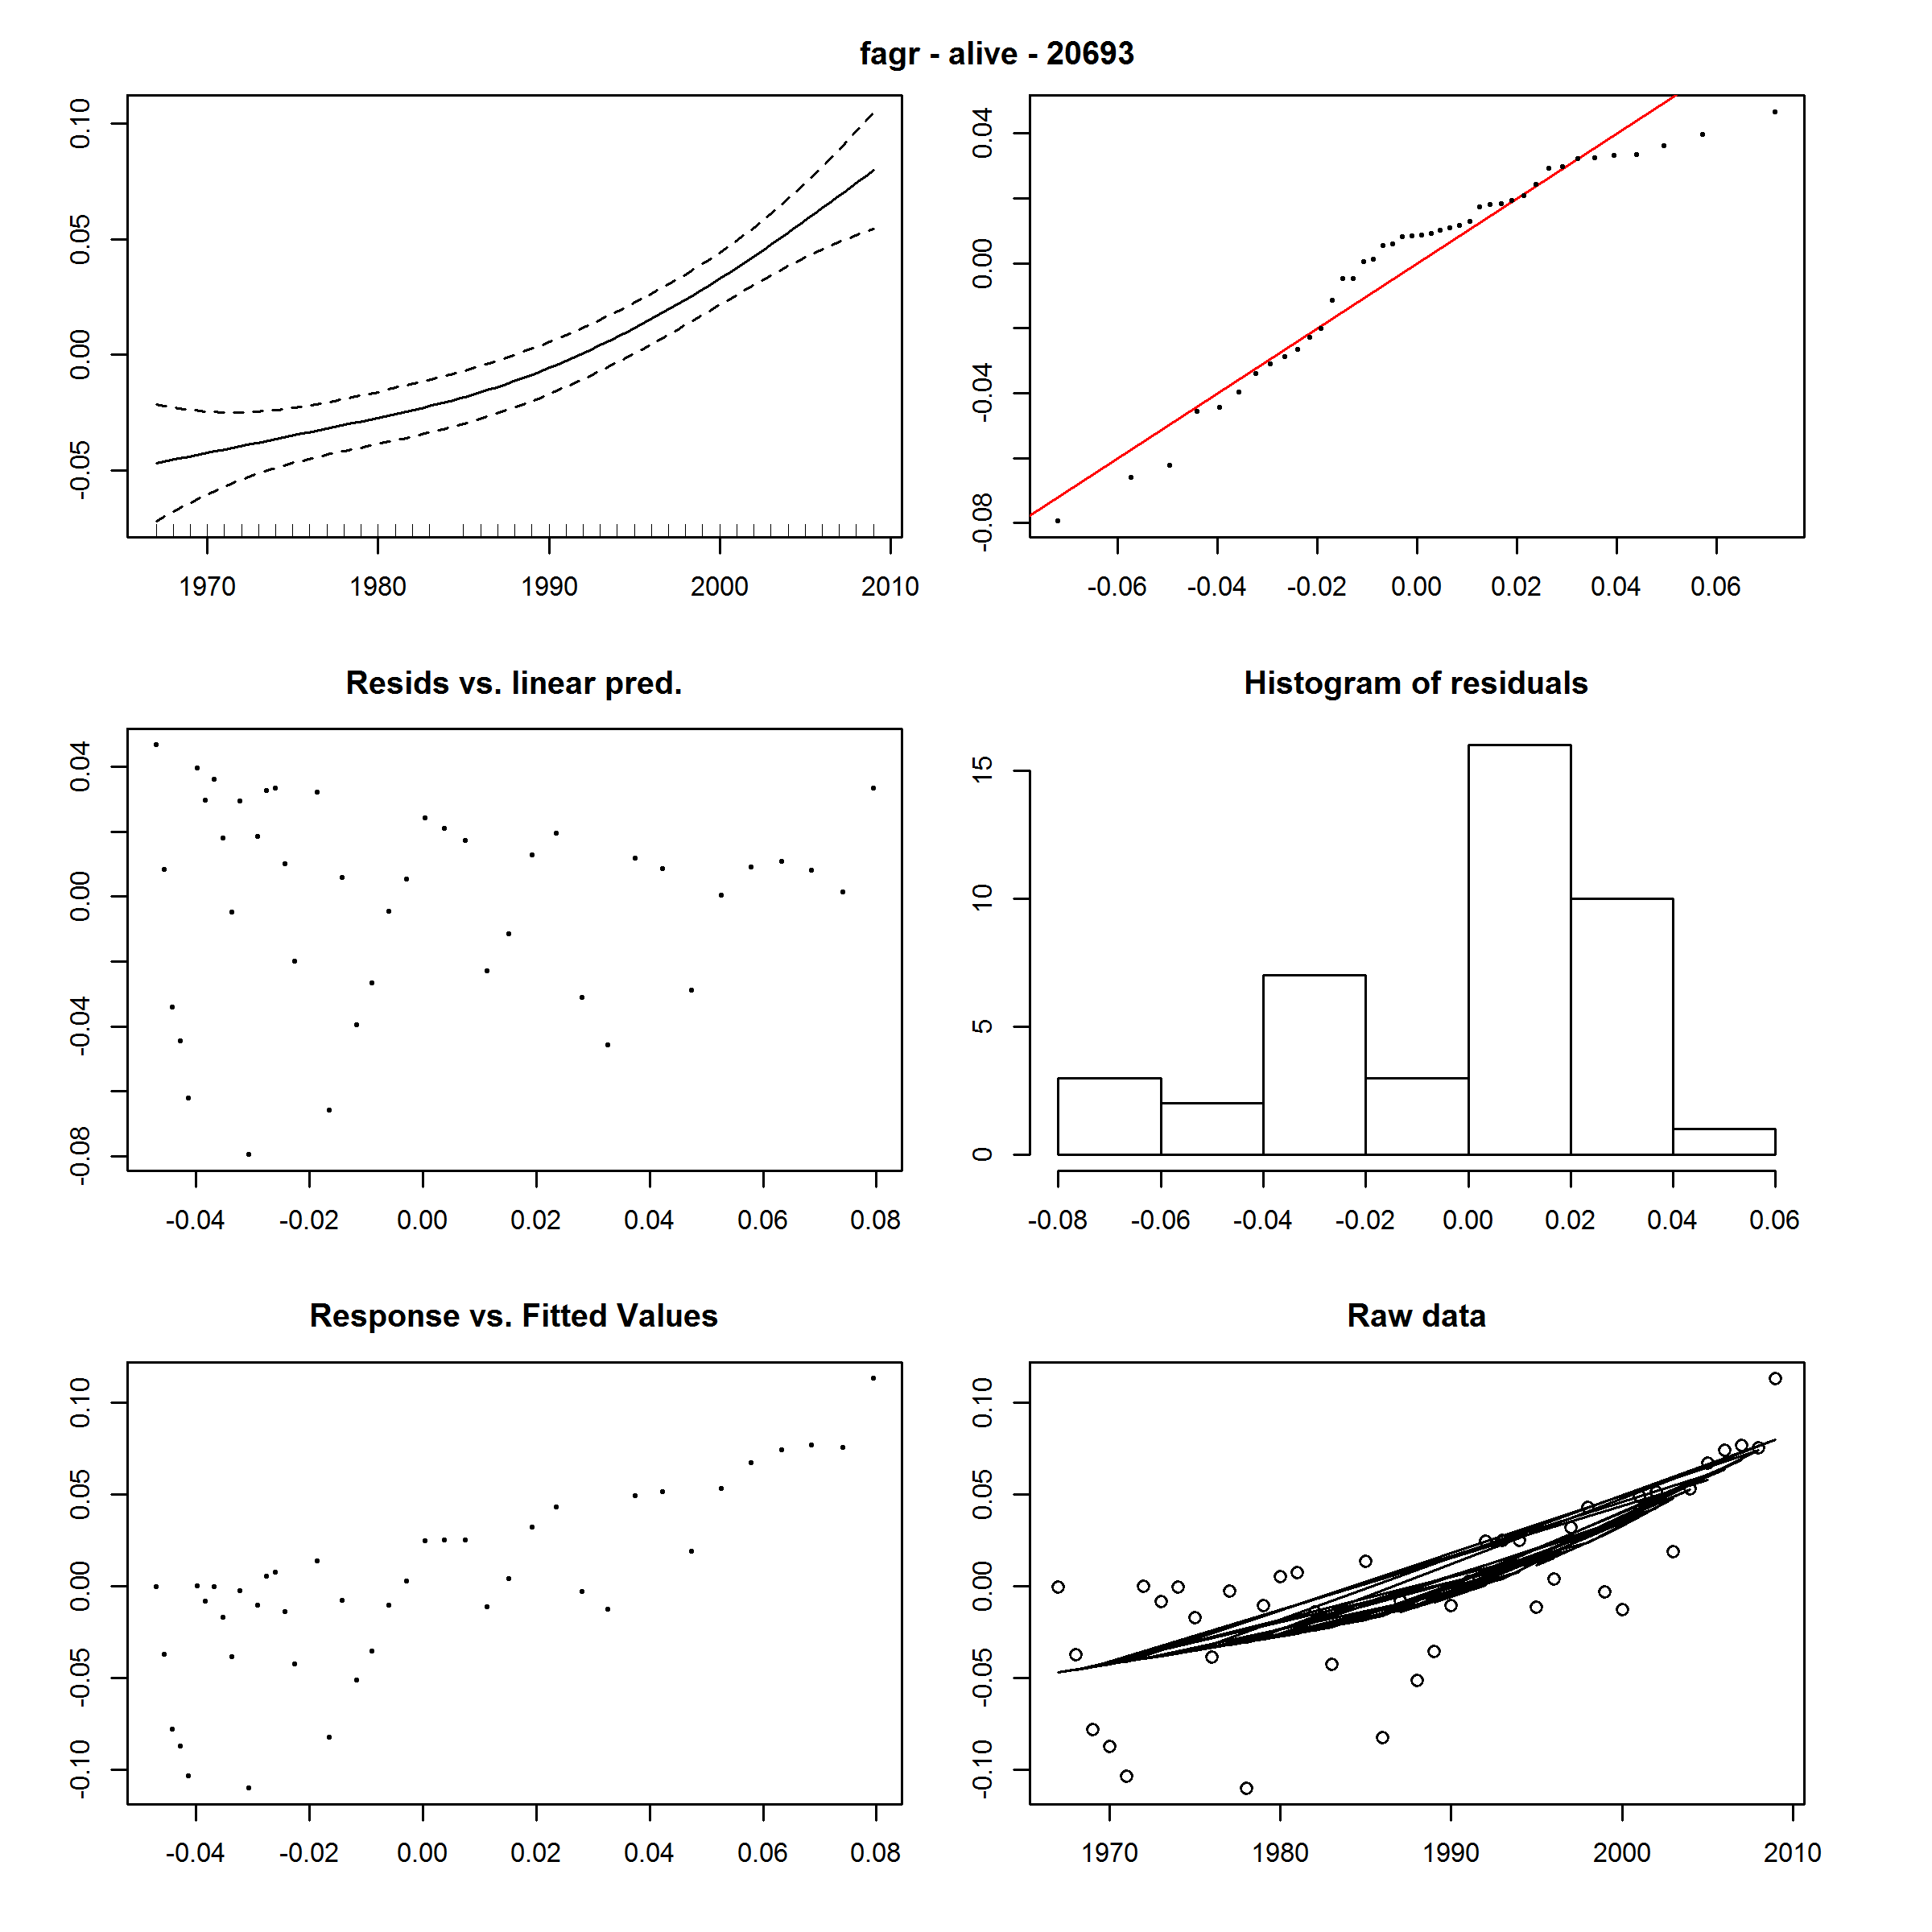 fagr - alive - 20693
0.10
0.05
0.00
-0.05
1970 1980 1990 2000 2010
0.04
0.00
-0.04
-0.08
-0.06 -0.04 -0.02 0.00 0.02 0.04 0.06
Resids vs. linear pred.
0.04
0.00
-0.04
-0.08
-0.04 -0.02 0.00 0.02 0.04 0.06 0.08
Histogram of residuals
15
10
5
0
-0.08 -0.06 -0.04 -0.02 0.00 0.02 0.04 0.06
Response vs. Fitted Values
0.10
0.05
0.00
-0.05
-0.10
-0.04 -0.02 0.00 0.02 0.04 0.06 0.08
Raw data
0.10
0.05
0.00
-0.05
-0.10
1970 1980 1990 2000 2010